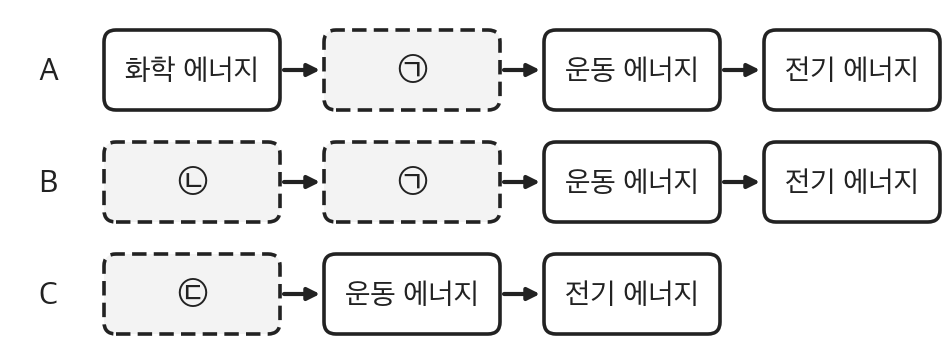 A 화학 에너지 ㉠ 운동 에너지 전기 에너지
B ㉡ ㉠ 운동 에너지 전기 에너지
C ㉢ 운동 에너지 전기 에너지